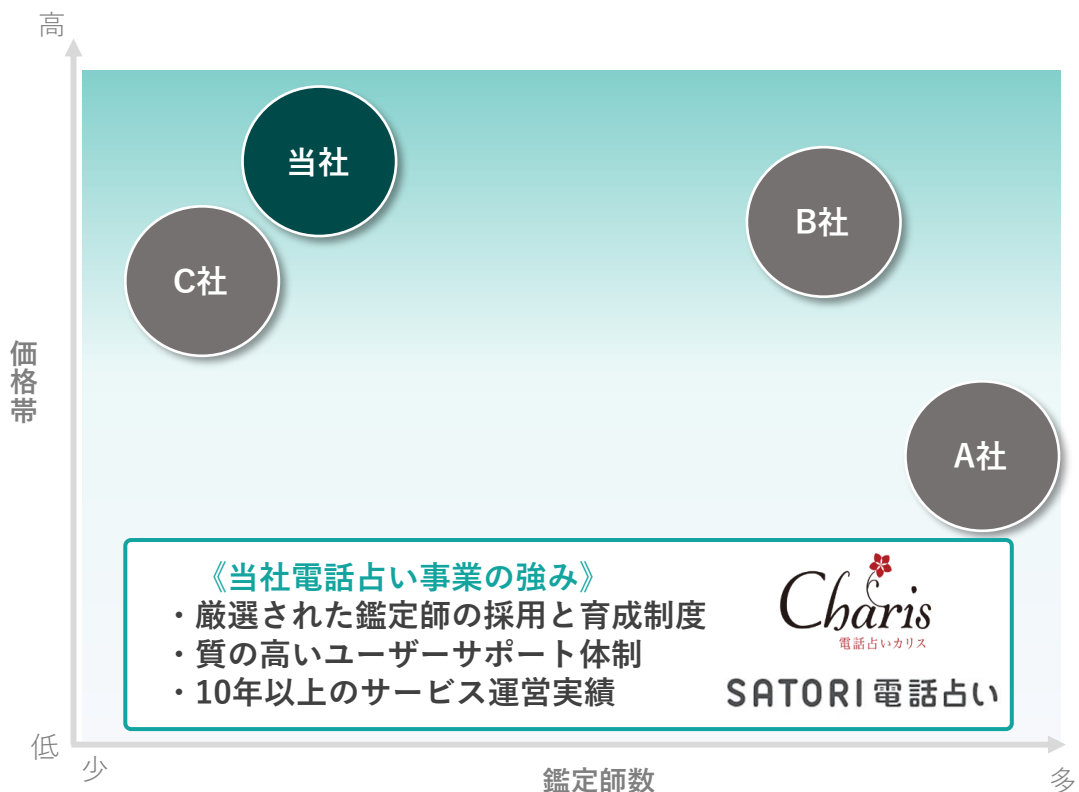 高
当社
B社
C社
価格帯
A社
《当社電話占い事業の強み》
・厳選された鑑定師の採用と育成制度
・質の高いユーザーサポート体制
・10年以上のサービス運営実績
Charis
電話占いカリス
SATORI電話占い
低
少
鑑定師数
多